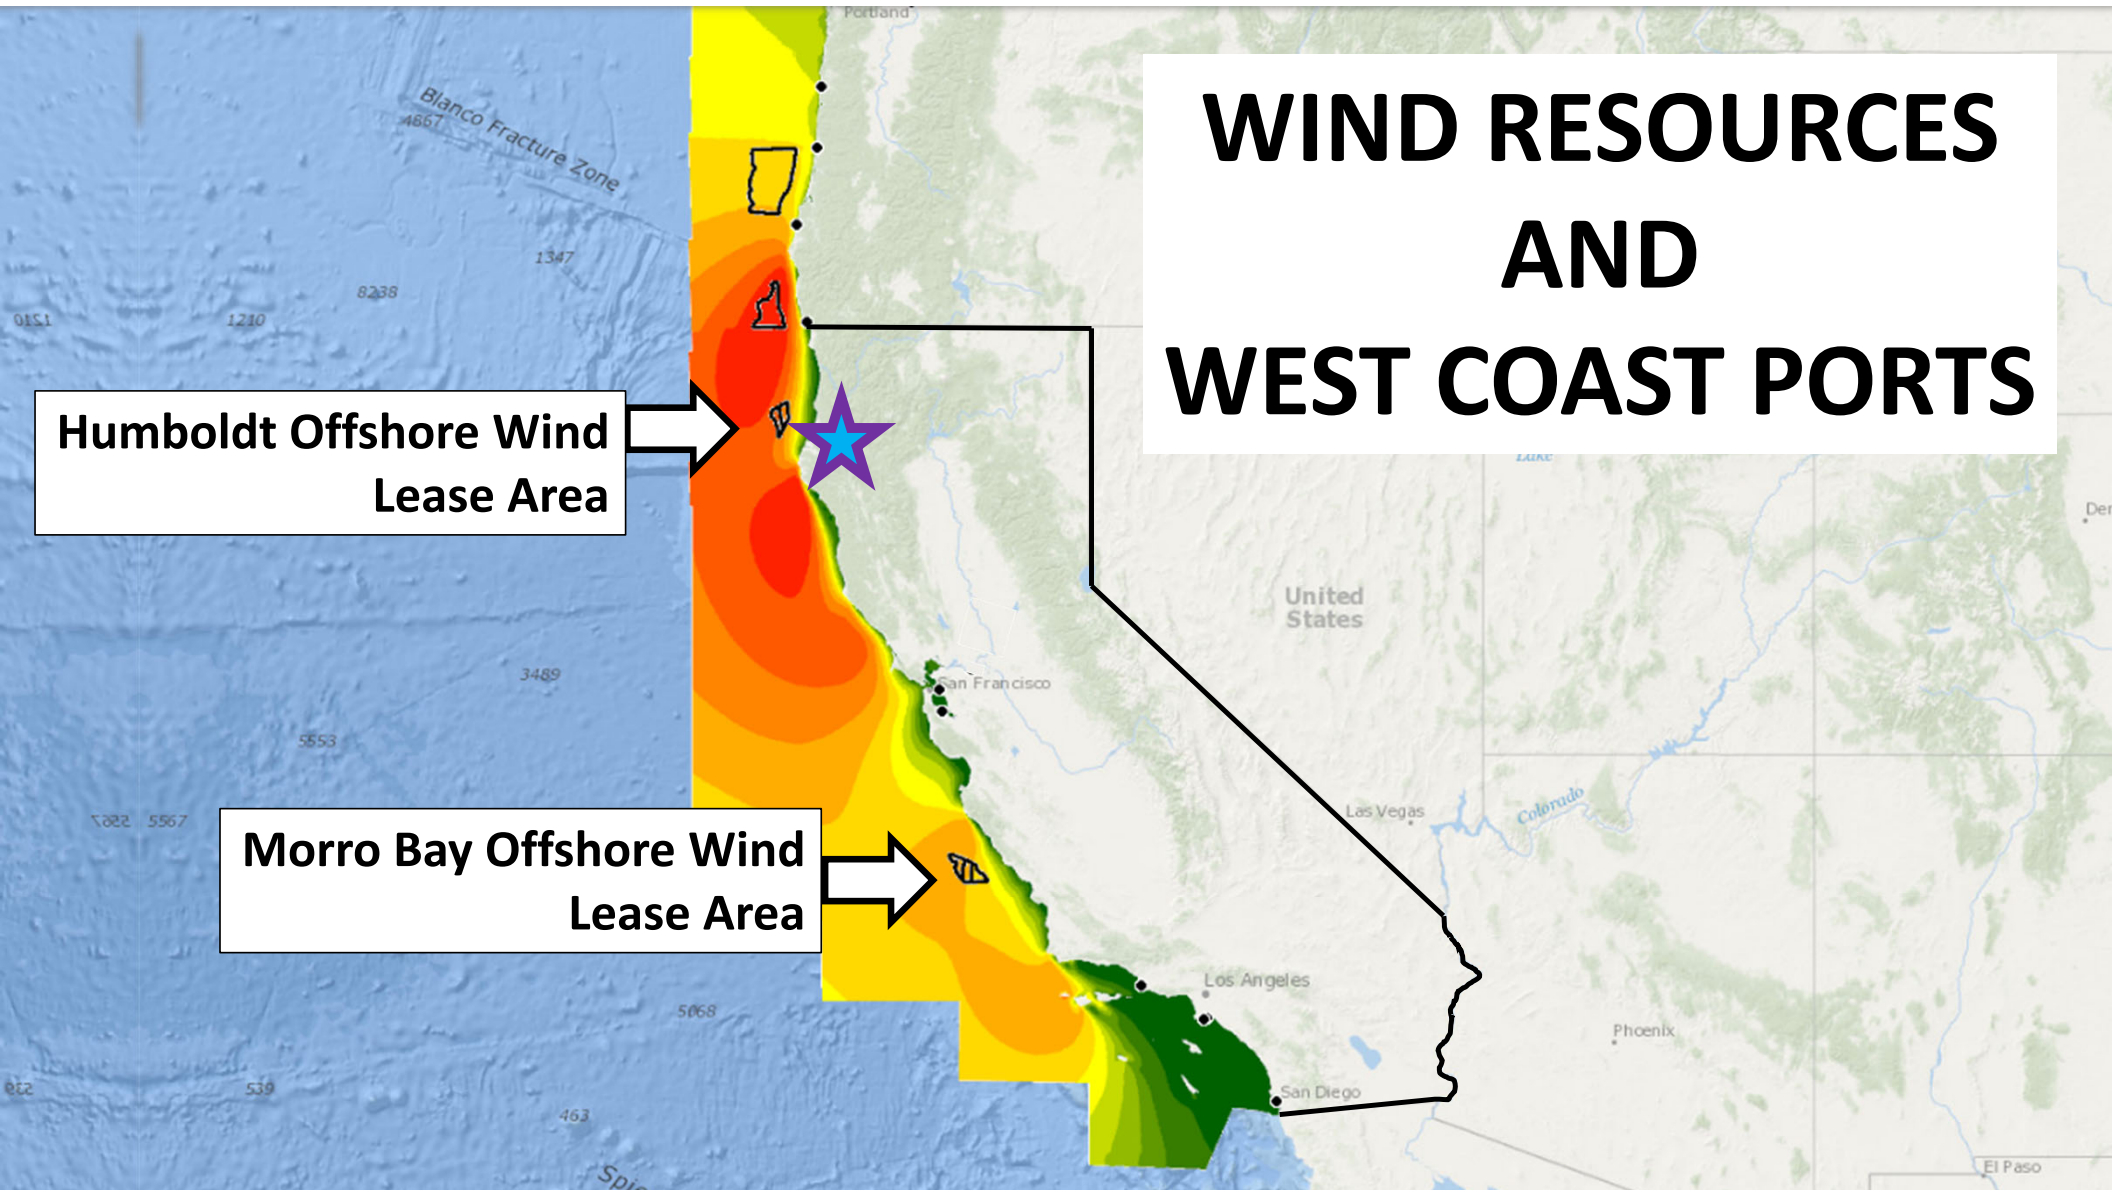 Portland
WIND RESOURCES
AND
WEST COAST PORTS
Blanco Fracture Zone
4867
1347
8238
1210
Humboldt Offshore Wind
Lease Area
Lake
United
States
3489
San Francisco
5553
5567
Las Vegas
Colorado
Morro Bay Offshore Wind
Lease Area
Los Angeles
5068
Phoenix
539
San Diego
463
El Paso